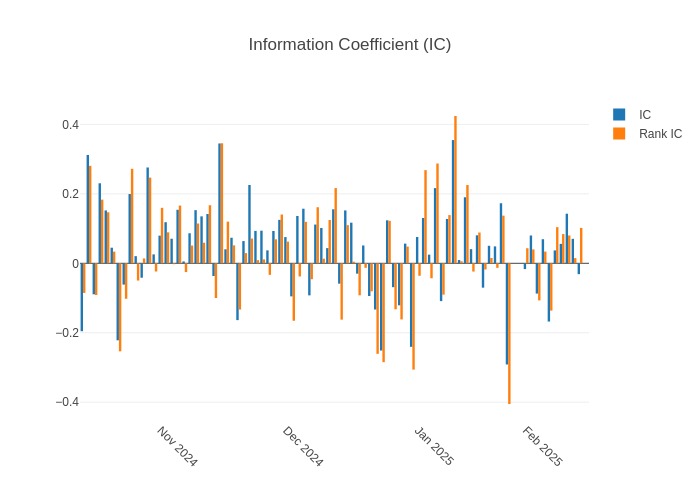 Information Coefficient (IC)
IC
Rank IC
0.4
0.2
0
−0.2
−0.4
Nov 2024
Dec 2024
Jan 2025
Feb 2025